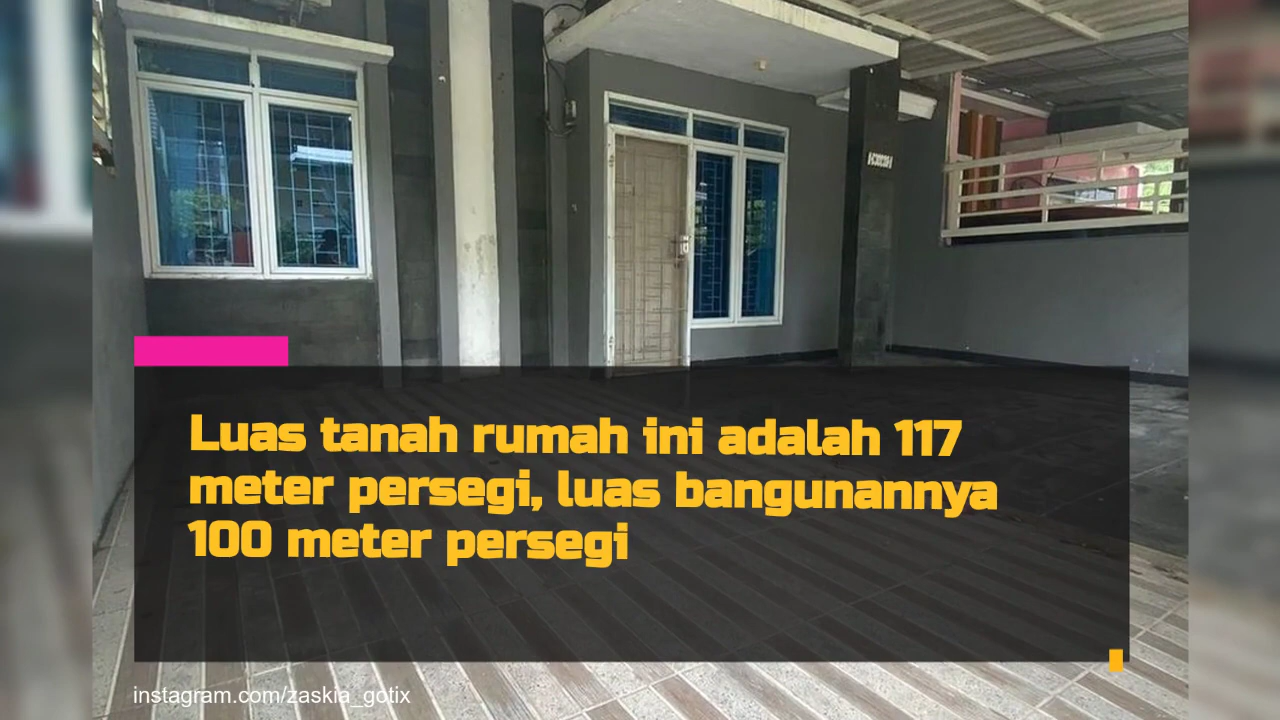 Luas tanah rumah ini adalah 117
meter persegi, luas bangunannya
100 meter persegi
instagram.com/zaskia_gotix